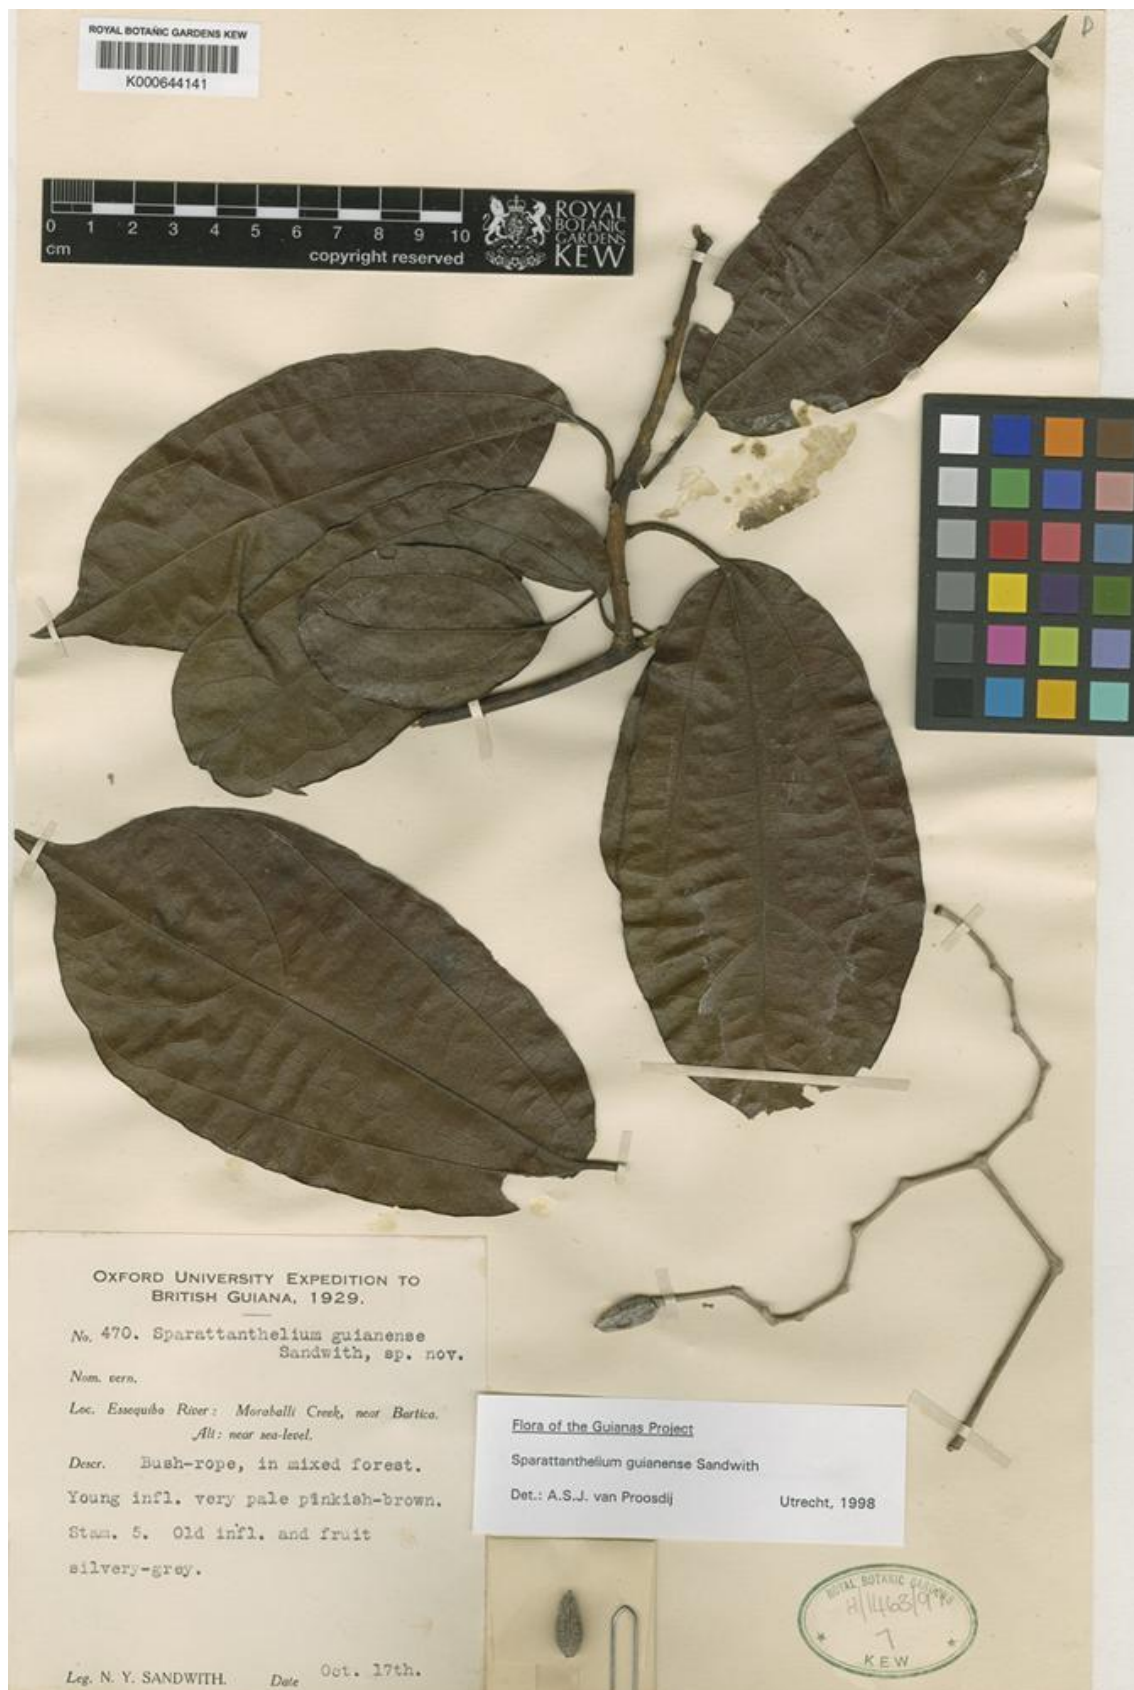 ROYAL BOTANIC GARDENS KEW
K000644141
D
0 1 2 3 4 5 6 7 8 9 10
cm
copyright reserved
ROYAL
BOTANIC
GARDENS
KEW
OXFORD UNIVERSITY EXPEDITION TO
BRITISH GUIANA, 1929.
No. 470. Sparattanthelium guianense
Sandwith, sp. nov.
Nom. vern.
Loc. Essequibo River: Moraballi Creek, near Bartica.
Alt: near sea-level.
Descr. Bush-rope, in mixed forest.
Young infl. very pale pinkish-brown.
Stam. 5. Old infl. and fruit
silvery-grey.
Leg. N. Y. SANDWITH. Date Oct. 17th.
Flora of the Guianas Project
Sparattanthelium guianense Sandwith
Det.: A.S.J. van Proosdij Utrecht, 1998
ROYAL BOTANIC GARDENS
7
KEW